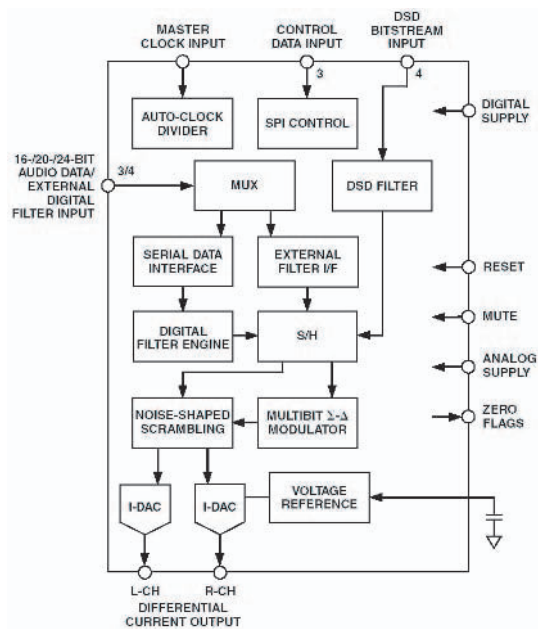 MASTER
CLOCK INPUT
CONTROL
DATA INPUT
DSD
BITSTREAM
INPUT
3
4
AUTO-CLOCK
DIVIDER
SPI CONTROL
DIGITAL
SUPPLY
16-/20-/24-BIT
AUDIO DATA/
EXTERNAL
DIGITAL
FILTER INPUT
3/4
MUX
DSD FILTER
SERIAL DATA
INTERFACE
EXTERNAL
FILTER I/F
RESET
DIGITAL
FILTER ENGINE
S/H
MUTE
ANALOG
SUPPLY
NOISE-SHAPED
SCRAMBLING
MULTIBIT Σ-Δ
MODULATOR
ZERO
FLAGS
I-DAC
I-DAC
VOLTAGE
REFERENCE
L-CH
R-CH
DIFFERENTIAL
CURRENT OUTPUT